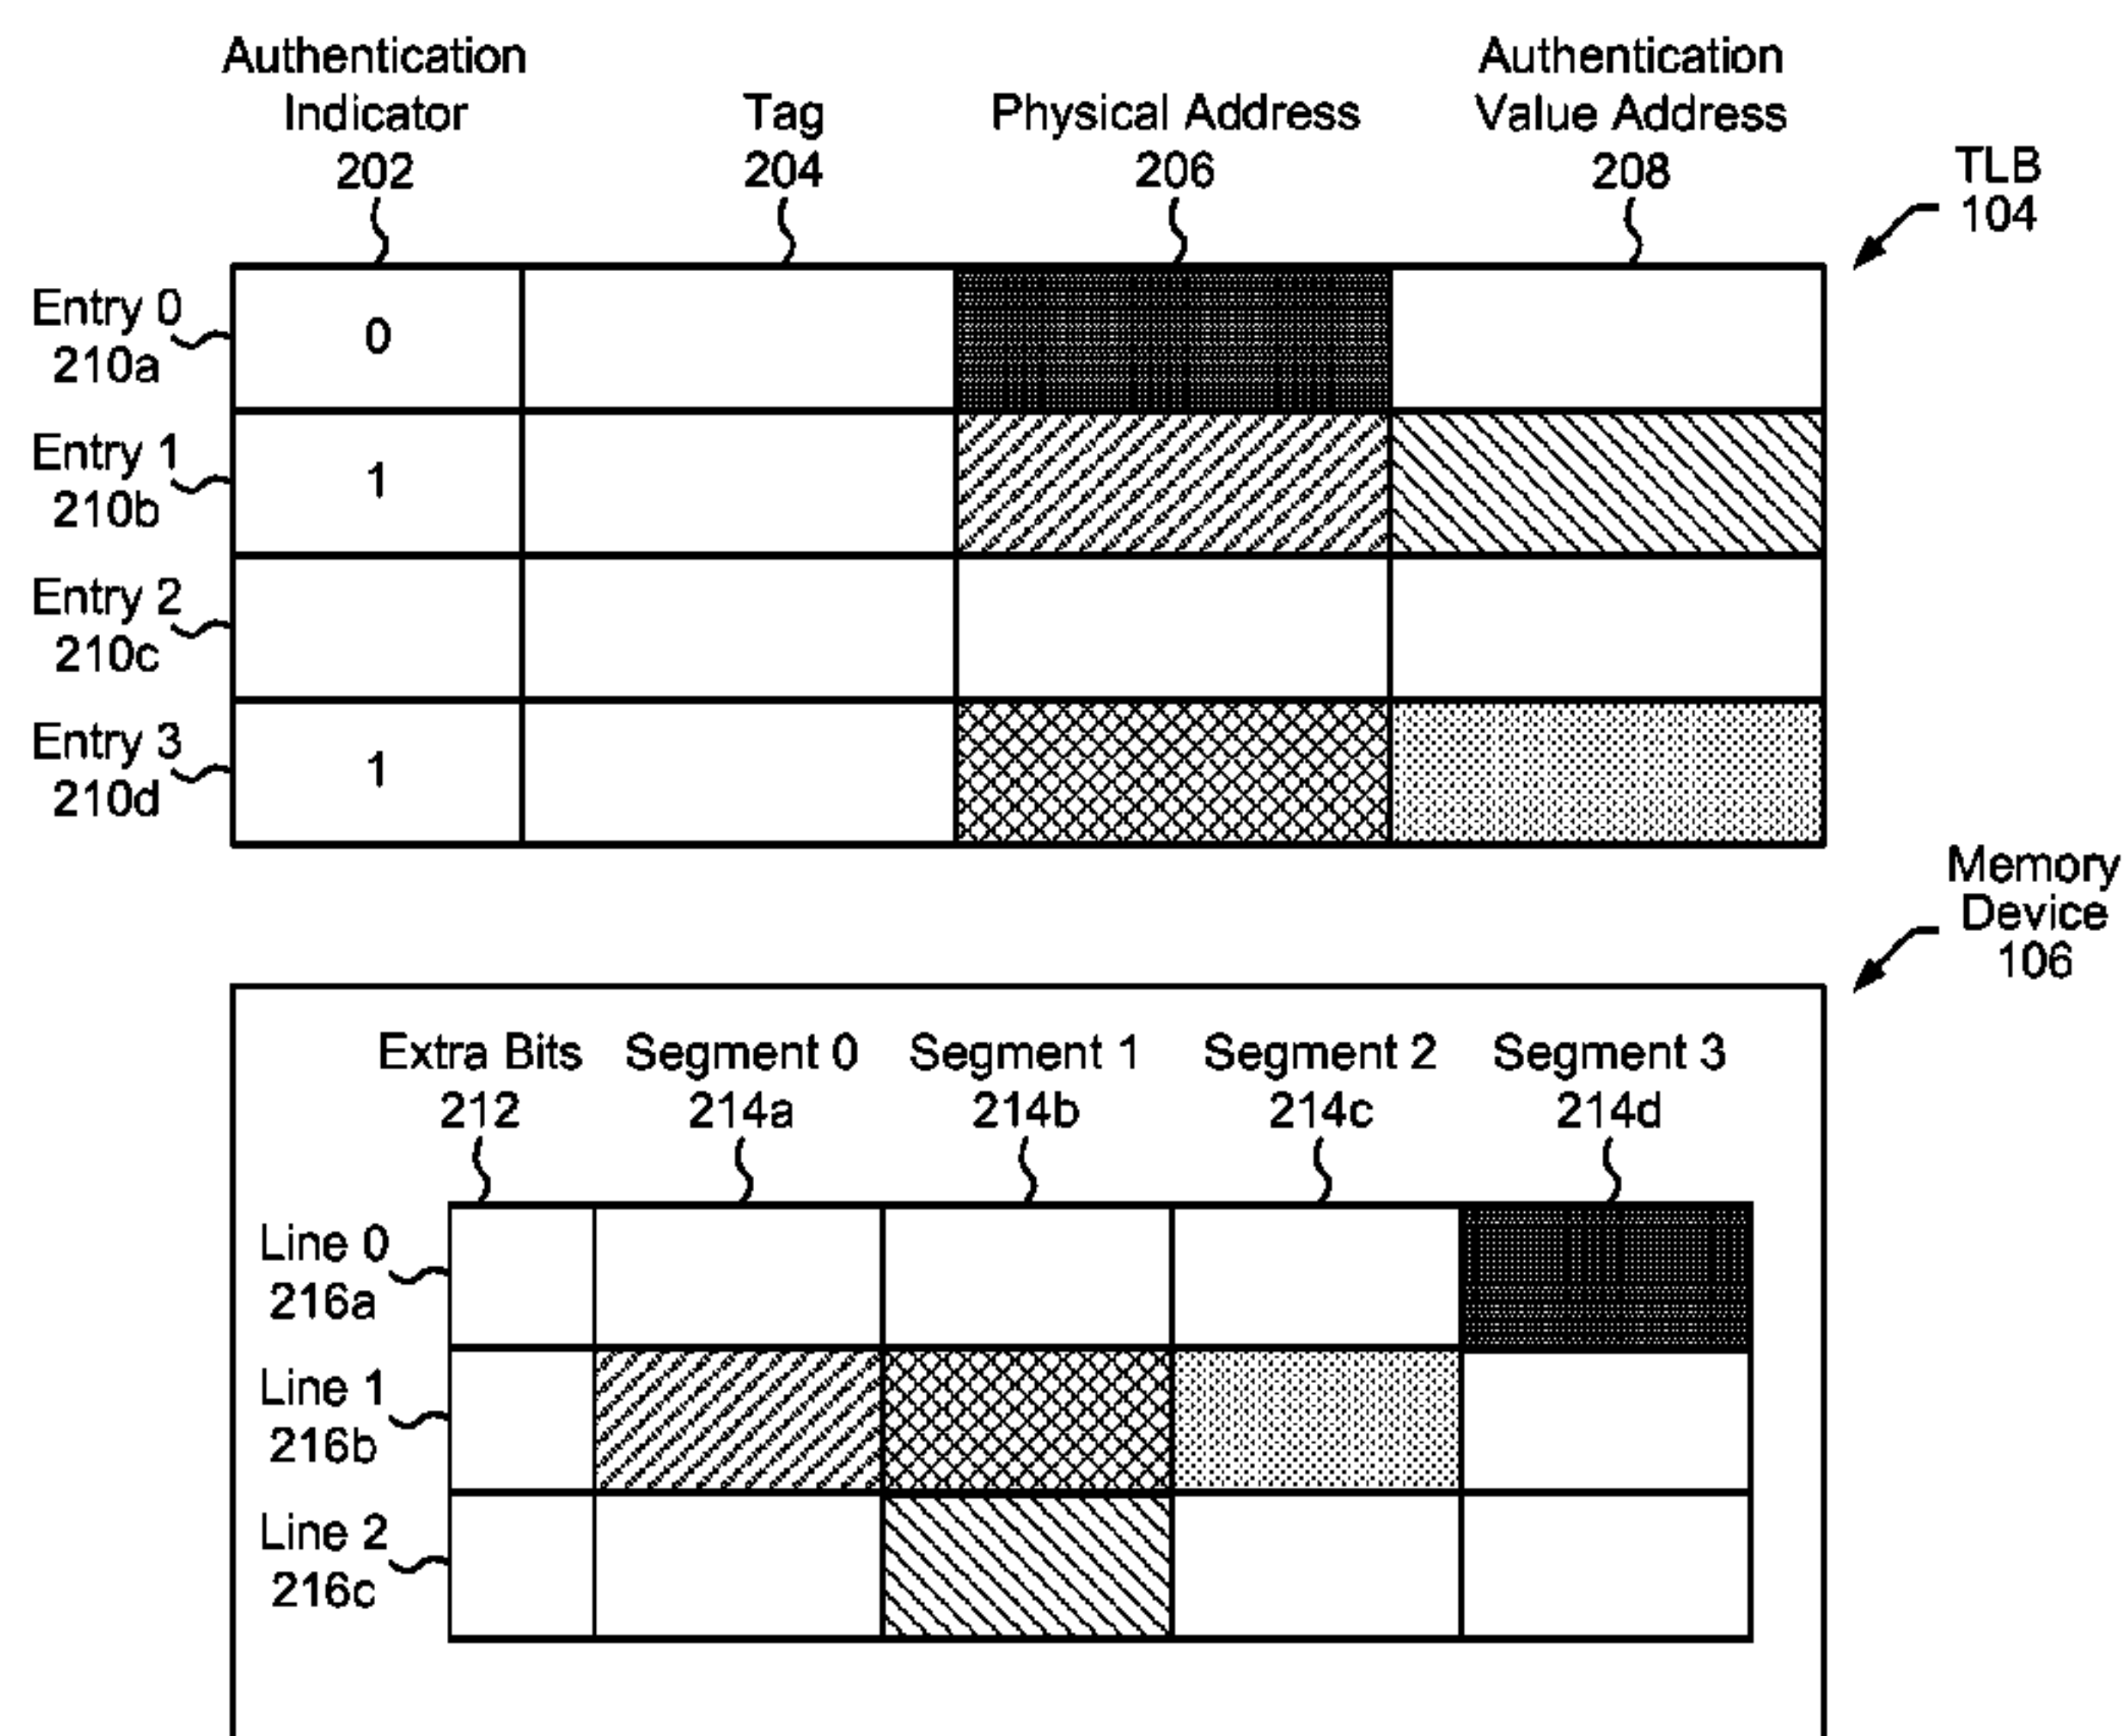 Authentication
Indicator
202
Tag
204
Physical Address
206
Authentication
Value Address
208
TLB
104
Entry 0
210a
0
Entry 1
210b
1
Entry 2
210c
Entry 3
210d
1
Memory
Device
106
Extra Bits
212
Segment 0
214a
Segment 1
214b
Segment 2
214c
Segment 3
214d
Line 0
216a
Line 1
216b
Line 2
216c